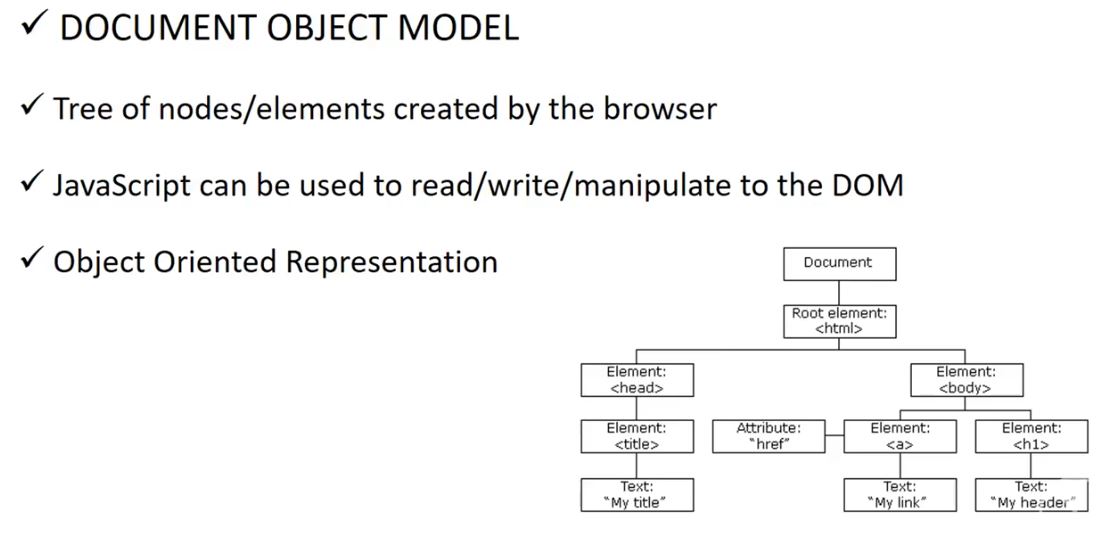 ✓ DOCUMENT OBJECT MODEL
✓ Tree of nodes/elements created by the browser
✓ JavaScript can be used to read/write/manipulate to the DOM
✓ Object Oriented Representation
Document
Root element:
<html>
Element:
<head>
Element:
<body>
Element:
<title>
Attribute:
"href"
Element:
<a>
Element:
<h1>
Text:
"My title"
Text:
"My link"
Text:
"My header"